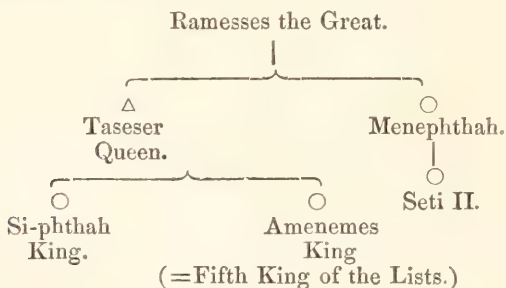 Ramesses the Great.
Taseser Menephthah.
Queen.
Seti II.
Si-phthah Amenemes
King. King
(=Fifth King of the Lists.)